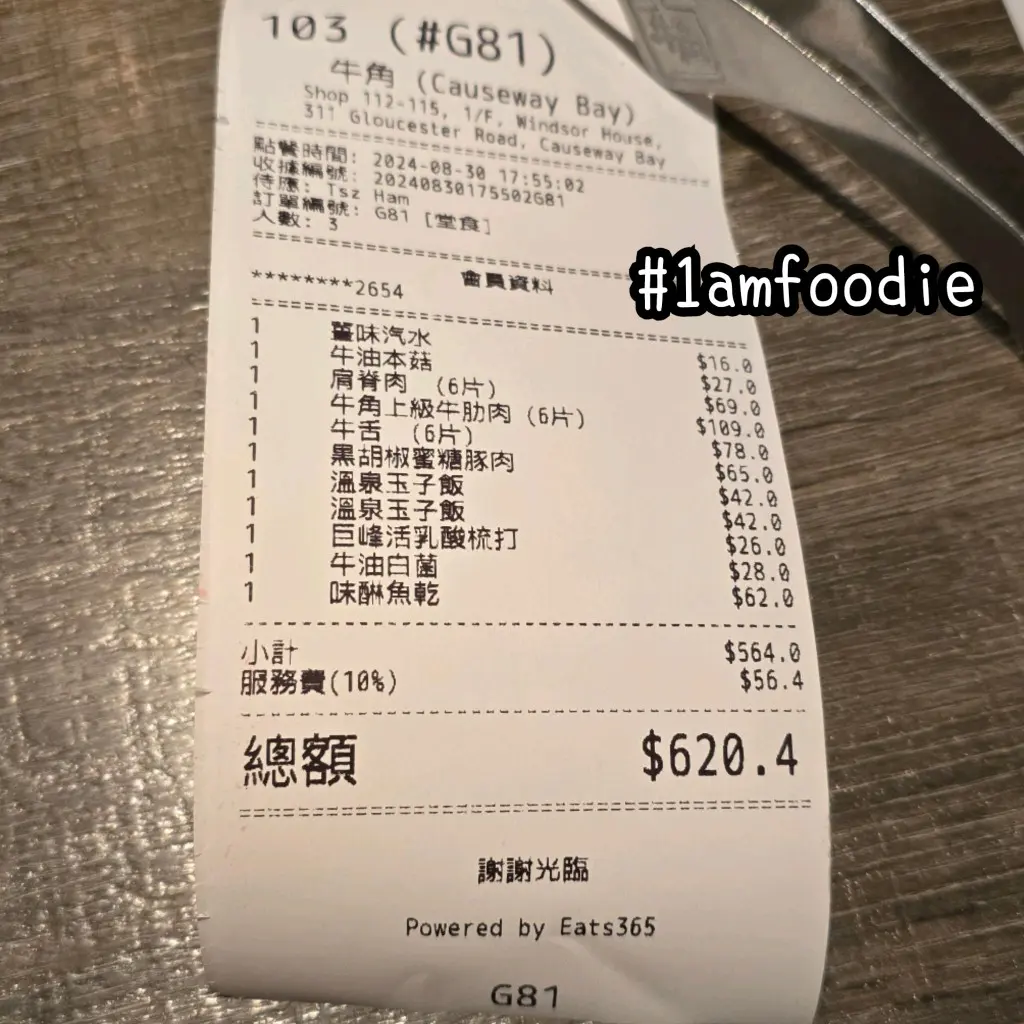 103 (#G81)
牛角 (Causeway Bay)
Shop 112-115, 1/F, Windsor House,
311 Gloucester Road, Causeway Bay
點餐時間: 2024-08-30 17:55:02
收據編號: 20240830175502G81
侍應: Tsz Ham
訂單編號: G81 [堂食]
人數: 3
會員資料
********2654
#1amfoodie
1 薑味汽水 $16.0
1 牛油本菇 $27.0
1 肩脊肉 (6片) $69.0
1 牛角上級牛肋肉 (6片) $109.0
1 牛舌 (6片) $78.0
1 黑胡椒蜜糖豚肉 $65.0
1 溫泉玉子飯 $42.0
1 溫泉玉子飯 $42.0
1 巨峰活乳酸梳打 $26.0
1 牛油白菌 $28.0
1 味醂魚乾 $62.0
小計 $564.0
服務費(10%) $56.4
總額 $620.4
謝謝光臨
Powered by Eats365
G81